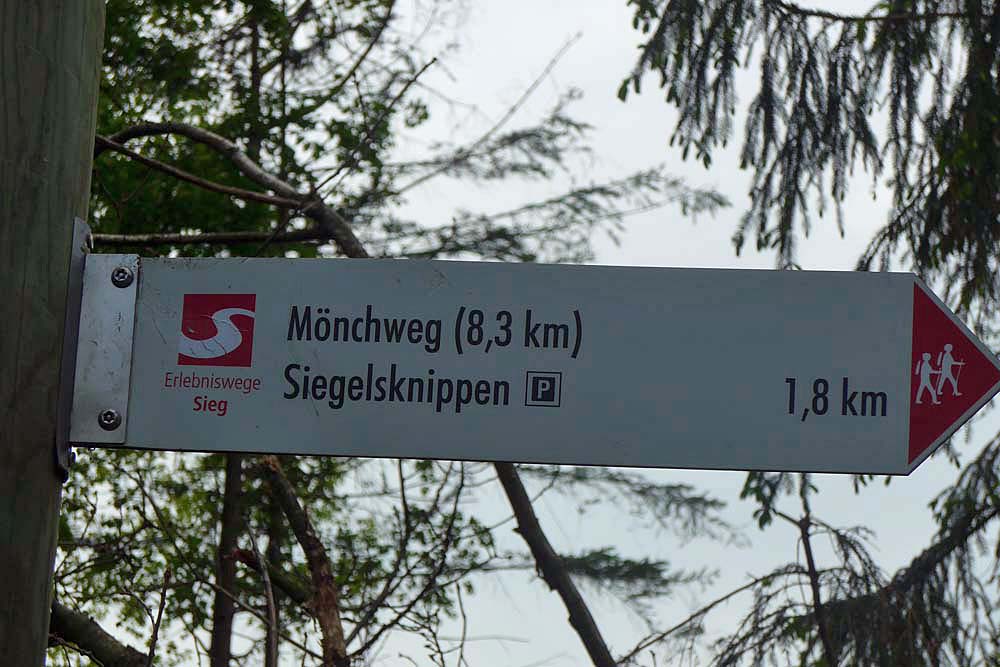 Mönchweg (8,3 km)
Siegelsknippen P
1,8 km
Erlebniswege
Sieg